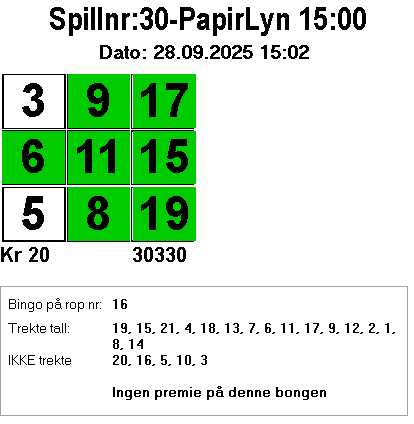 Spillnr:30-PapirLyn 15:00
Dato: 28.09.2025 15:02
3 9 17
6 11 15
5 8 19
Kr 20 30330
Bingo på rop nr: 16
Trekte tall: 19, 15, 21, 4, 18, 13, 7, 6, 11, 17, 9, 12, 2, 1,
8, 14
IKKE trekte 20, 16, 5, 10, 3
Ingen premie på denne bongen